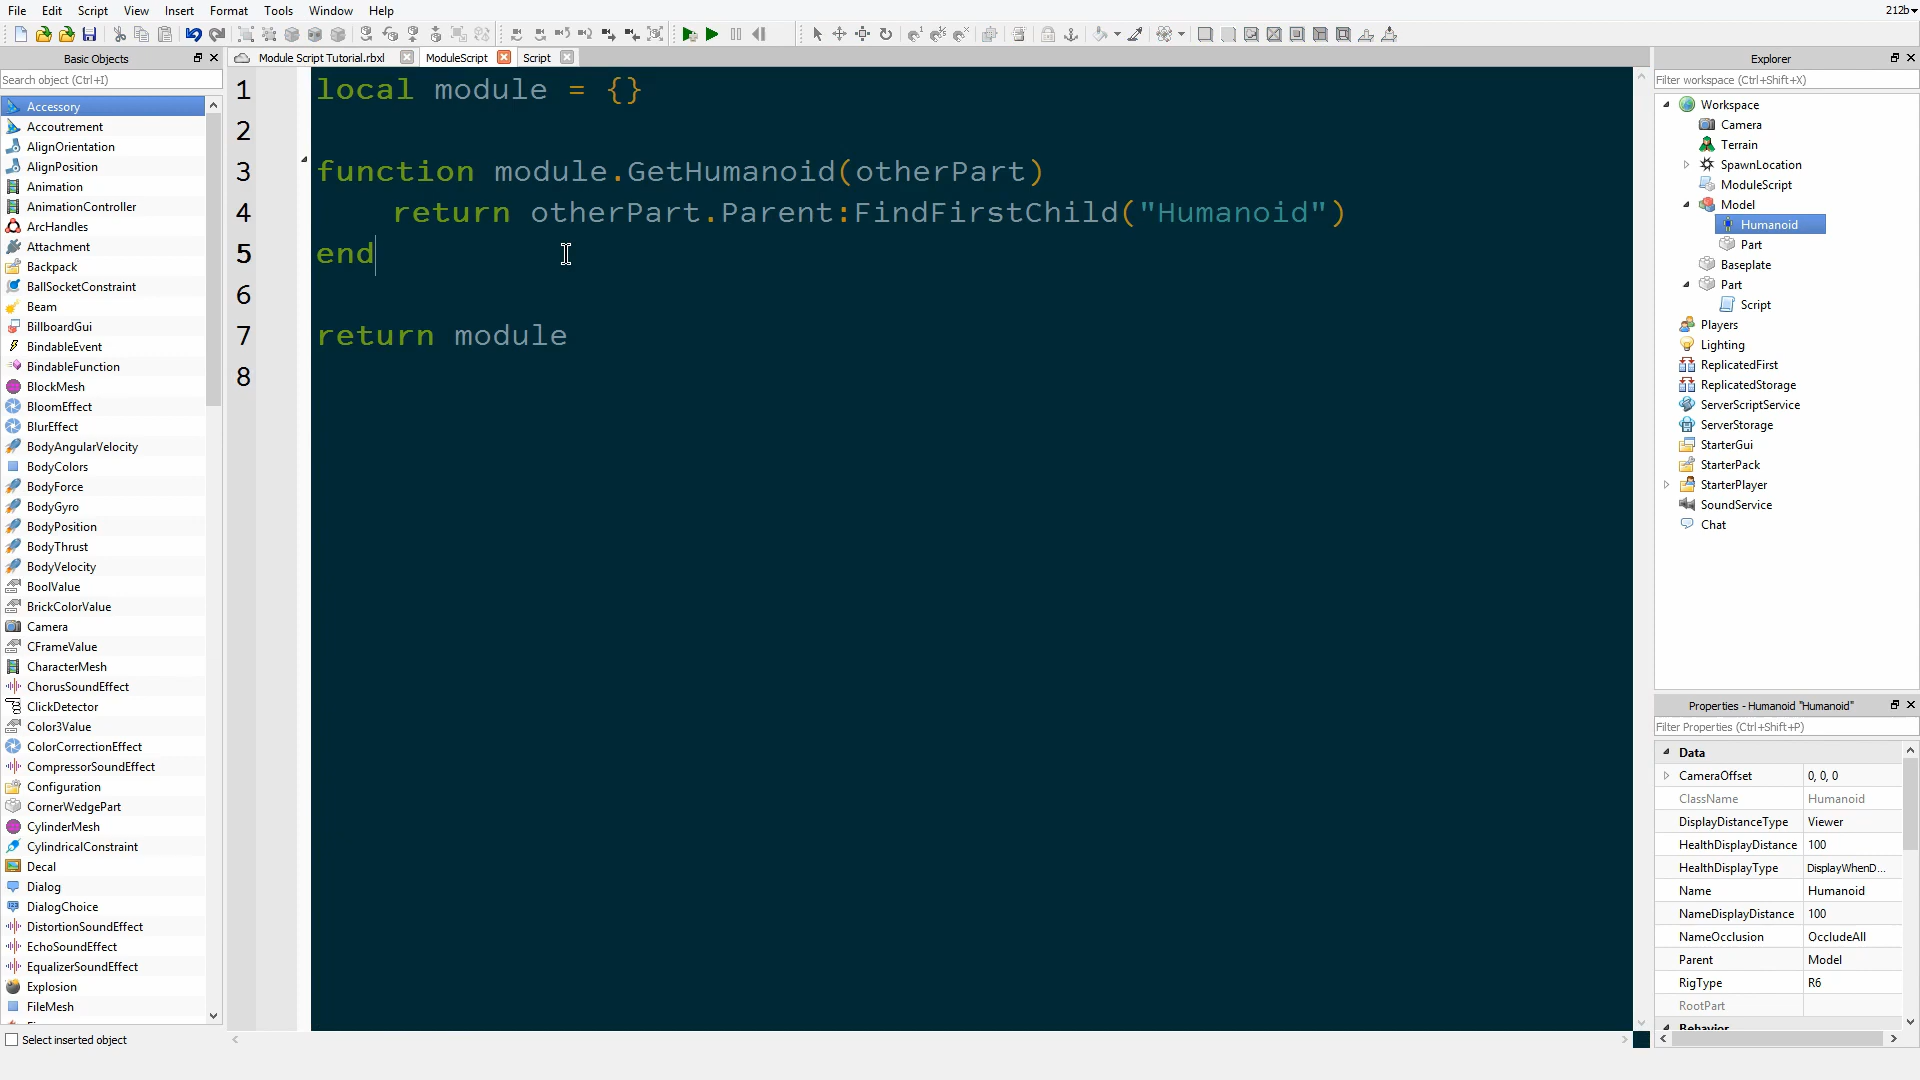 File Edit Script View Insert Format Tools Window Help
212b
Basic Objects
Search object (Ctrl+I)
Accessory
Accoutrement
AlignOrientation
AlignPosition
Animation
AnimationController
ArcHandles
Attachment
Backpack
BallSocketConstraint
Beam
BillboardGui
BindableEvent
BindableFunction
BlockMesh
BloomEffect
BlurEffect
BodyAngularVelocity
BodyColors
BodyForce
BodyGyro
BodyPosition
BodyThrust
BodyVelocity
BoolValue
BrickColorValue
Camera
CFrameValue
CharacterMesh
ChorusSoundEffect
ClickDetector
Color3Value
ColorCorrectionEffect
CompressorSoundEffect
Configuration
CornerWedgePart
CylinderMesh
CylindricalConstraint
Decal
Dialog
DialogChoice
DistortionSoundEffect
EchoSoundEffect
EqualizerSoundEffect
Explosion
FileMesh
Select inserted object
Module Script Tutorial.rbxl ModuleScript Script
1 local module = {}
2
3 function module.GetHumanoid(otherPart)
4 return otherPart.Parent:FindFirstChild("Humanoid")
5 end
6
7 return module
8
Explorer
Filter workspace (Ctrl+Shift+X)
Workspace
Camera
Terrain
SpawnLocation
ModuleScript
Model
Humanoid
Part
Baseplate
Part
Script
Players
Lighting
ReplicatedFirst
ReplicatedStorage
ServerScriptService
ServerStorage
StarterGui
StarterPack
StarterPlayer
SoundService
Chat
Properties - Humanoid "Humanoid"
Filter Properties (Ctrl+Shift+P)
Data
CameraOffset 0, 0, 0
ClassName Humanoid
DisplayDistanceType Viewer
HealthDisplayDistance 100
HealthDisplayType DisplayWhenD...
Name Humanoid
NameDisplayDistance 100
NameOcclusion OccludeAll
Parent Model
RigType R6
RootPart
Behavior